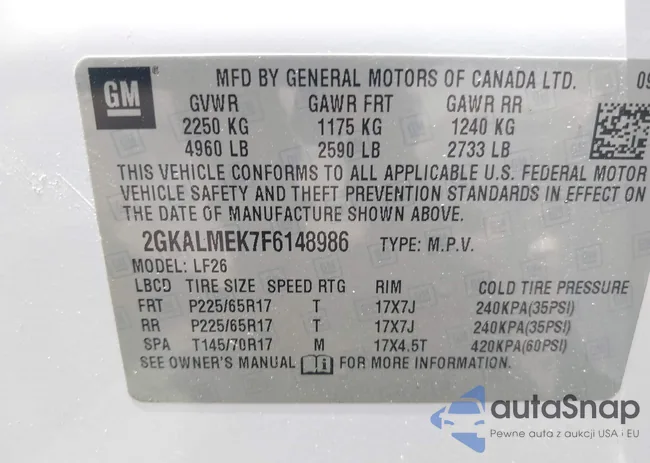 GM
MFD BY GENERAL MOTORS OF CANADA LTD. 09
GVWR GAWR FRT GAWR RR
2250 KG 1175 KG 1240 KG
4960 LB 2590 LB 2733 LB
THIS VEHICLE CONFORMS TO ALL APPLICABLE U.S. FEDERAL MOTOR
VEHICLE SAFETY AND THEFT PREVENTION STANDARDS IN EFFECT ON
THE DATE OF MANUFACTURE SHOWN ABOVE.
2GKALMEK7F6148986 TYPE: M.P.V.
MODEL: LF26
LBCD TIRE SIZE SPEED RTG RIM COLD TIRE PRESSURE
FRT P225/65R17 T 17X7J 240KPA(35PSI)
RR P225/65R17 T 17X7J 240KPA(35PSI)
SPA T145/70R17 M 17X4.5T 420KPA(60PSI)
SEE OWNER'S MANUAL FOR MORE INFORMATION.
autaSnap
Pewne auta z aukcji USA i EU